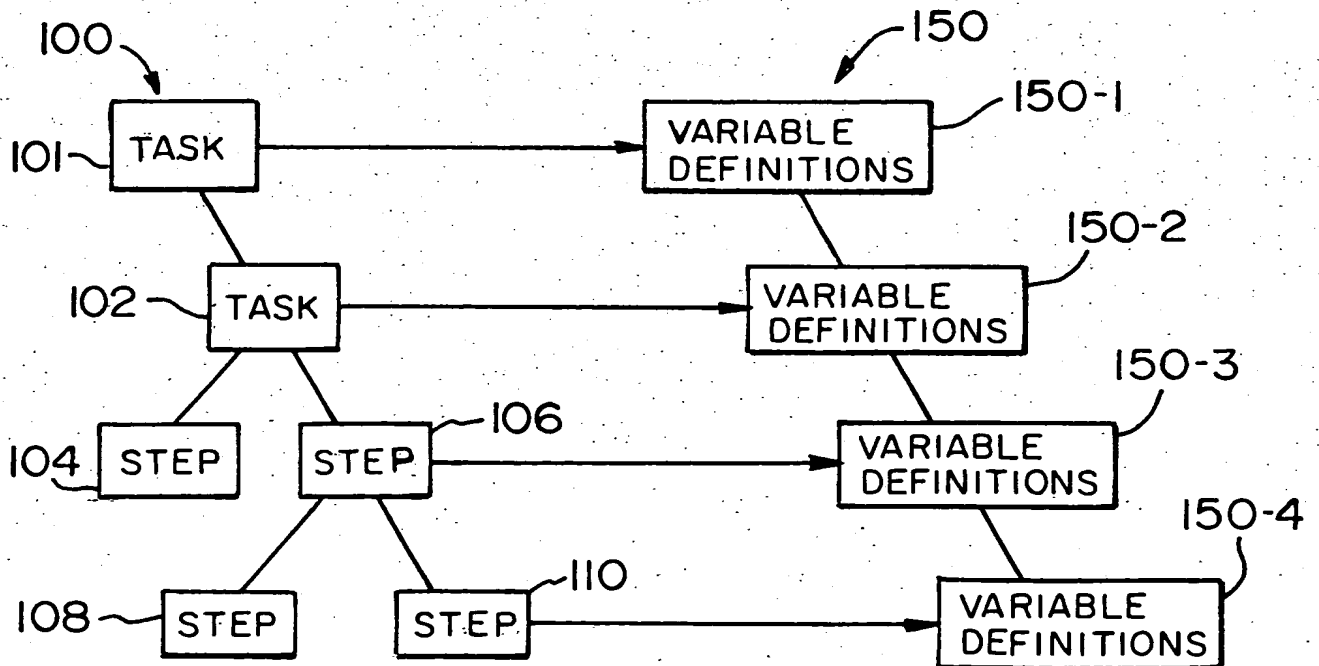 100
150
150-1
101
TASK
VARIABLE
DEFINITIONS
150-2
102
TASK
VARIABLE
DEFINITIONS
150-3
106
104
STEP
STEP
VARIABLE
DEFINITIONS
150-4
110
108
STEP
STEP
VARIABLE
DEFINITIONS